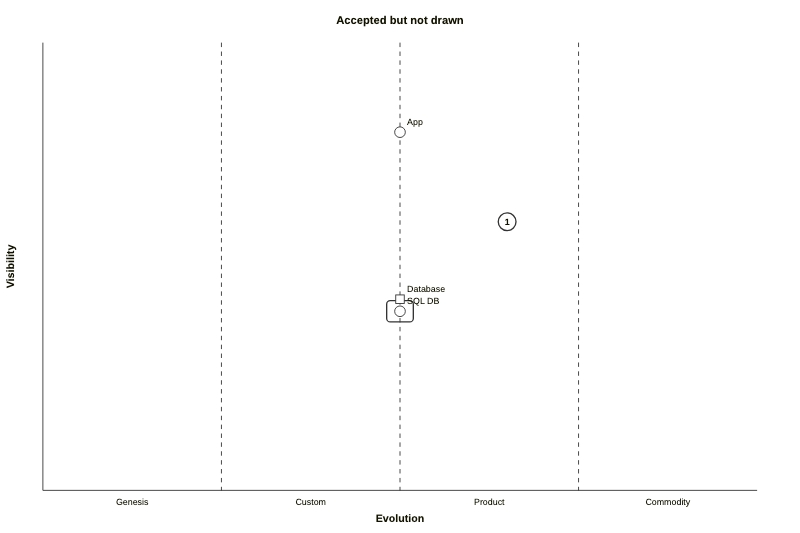 Accepted but not drawn
App
1
Database
SQL DB
Visibility
Genesis
Custom
Product
Commodity
Evolution